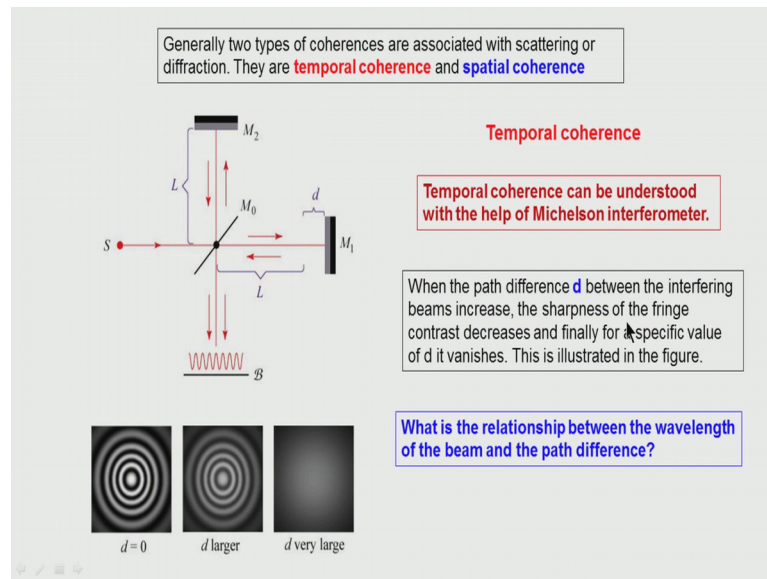 Generally two types of coherences are associated with scattering or
diffraction. They are temporal coherence and spatial coherence
Temporal coherence
Temporal coherence can be understood
with the help of Michelson interferometer.
M2
L
d
M0
S
M1
L
When the path difference d between the interfering
beams increase, the sharpness of the fringe
contrast decreases and finally for a specific value
of d it vanishes. This is illustrated in the figure.
B
What is the relationship between the wavelength
of the beam and the path difference?
d = 0
d larger
d very large